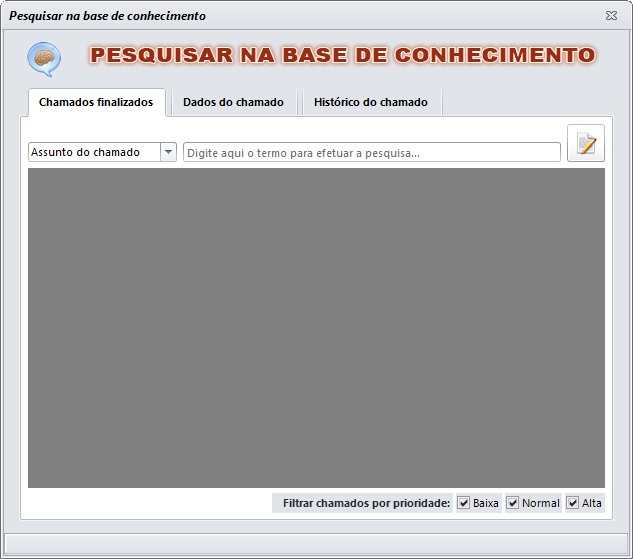 Pesquisar na base de conhecimento
PESQUISAR NA BASE DE CONHECIMENTO
Chamados finalizados Dados do chamado Histórico do chamado
Assunto do chamado Digite aqui o termo para efetuar a pesquisa...
Filtrar chamados por prioridade: Baixa Normal Alta